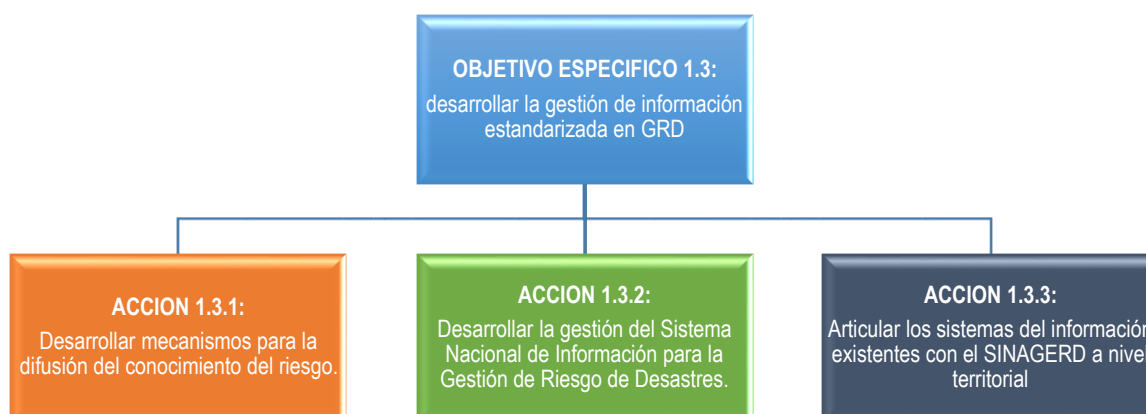 OBJETIVO ESPECIFICO 1.3:
desarrollar la gestión de información
estandarizada en GRD
ACCION 1.3.1:
Desarrollar mecanismos para la
difusión del conocimiento del riesgo.
ACCION 1.3.2:
Desarrollar la gestión del Sistema
Nacional de Información para la
Gestión de Riesgo de Desastres.
ACCION 1.3.3:
Articular los sistemas del información
existentes con el SINAGERD a nivel
territorial